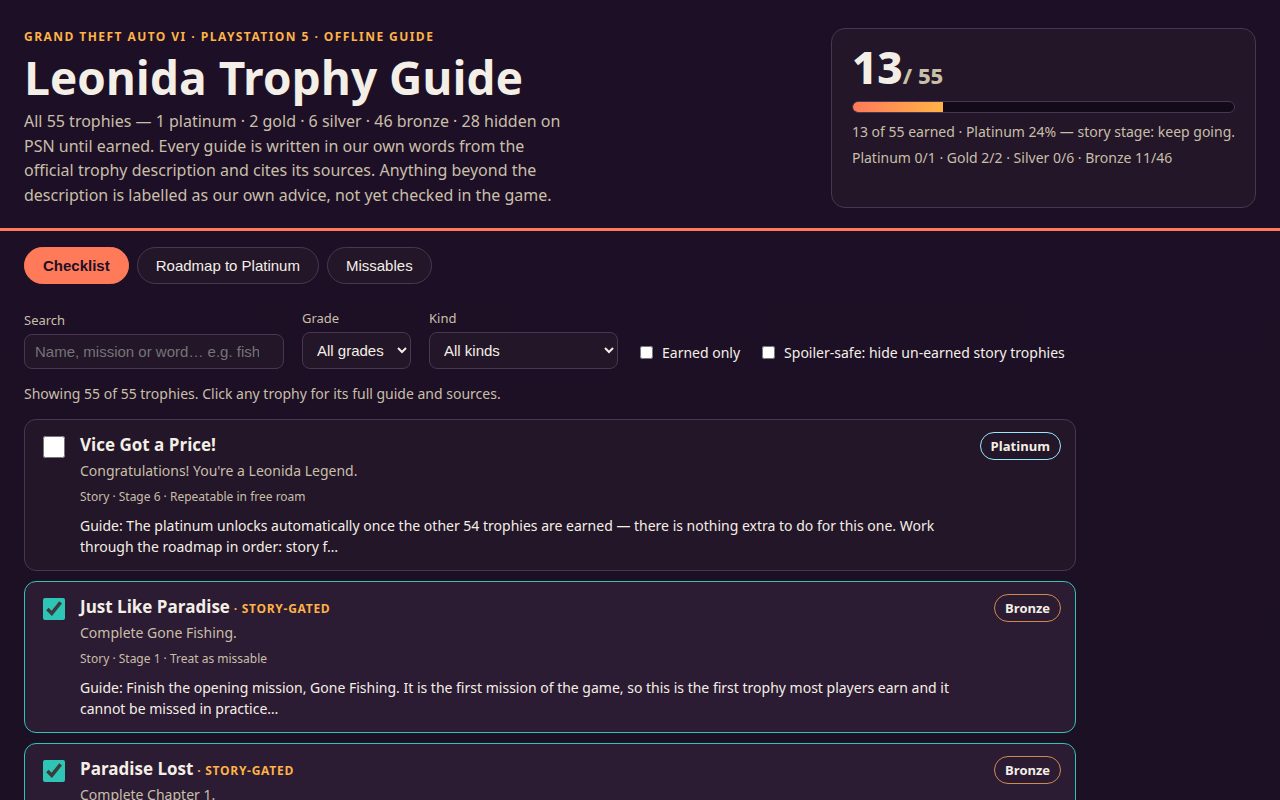 GRAND THEFT AUTO VI · PLAYSTATION 5 · OFFLINE GUIDE
Leonida Trophy Guide
All 55 trophies — 1 platinum · 2 gold · 6 silver · 46 bronze · 28 hidden on
PSN until earned. Every guide is written in our own words from the
official trophy description and cites its sources. Anything beyond the
description is labelled as our own advice, not yet checked in the game.
13/ 55
13 of 55 earned · Platinum 24% — story stage: keep going.
Platinum 0/1 · Gold 2/2 · Silver 0/6 · Bronze 11/46
Checklist
Roadmap to Platinum
Missables
Search
Name, mission or word… e.g. fish
Grade
All grades
Kind
All kinds
Earned only
Spoiler-safe: hide un-earned story trophies
Showing 55 of 55 trophies. Click any trophy for its full guide and sources.
Vice Got a Price!
Platinum
Congratulations! You're a Leonida Legend.
Story · Stage 6 · Repeatable in free roam
Guide: The platinum unlocks automatically once the other 54 trophies are earned — there is nothing extra to do for this one. Work
through the roadmap in order: story f…
Just Like Paradise · STORY-GATED
Bronze
Complete Gone Fishing.
Story · Stage 1 · Treat as missable
Guide: Finish the opening mission, Gone Fishing. It is the first mission of the game, so this is the first trophy most players earn and it
cannot be missed in practice…
Paradise Lost · STORY-GATED
Bronze
Complete Chapter 1.